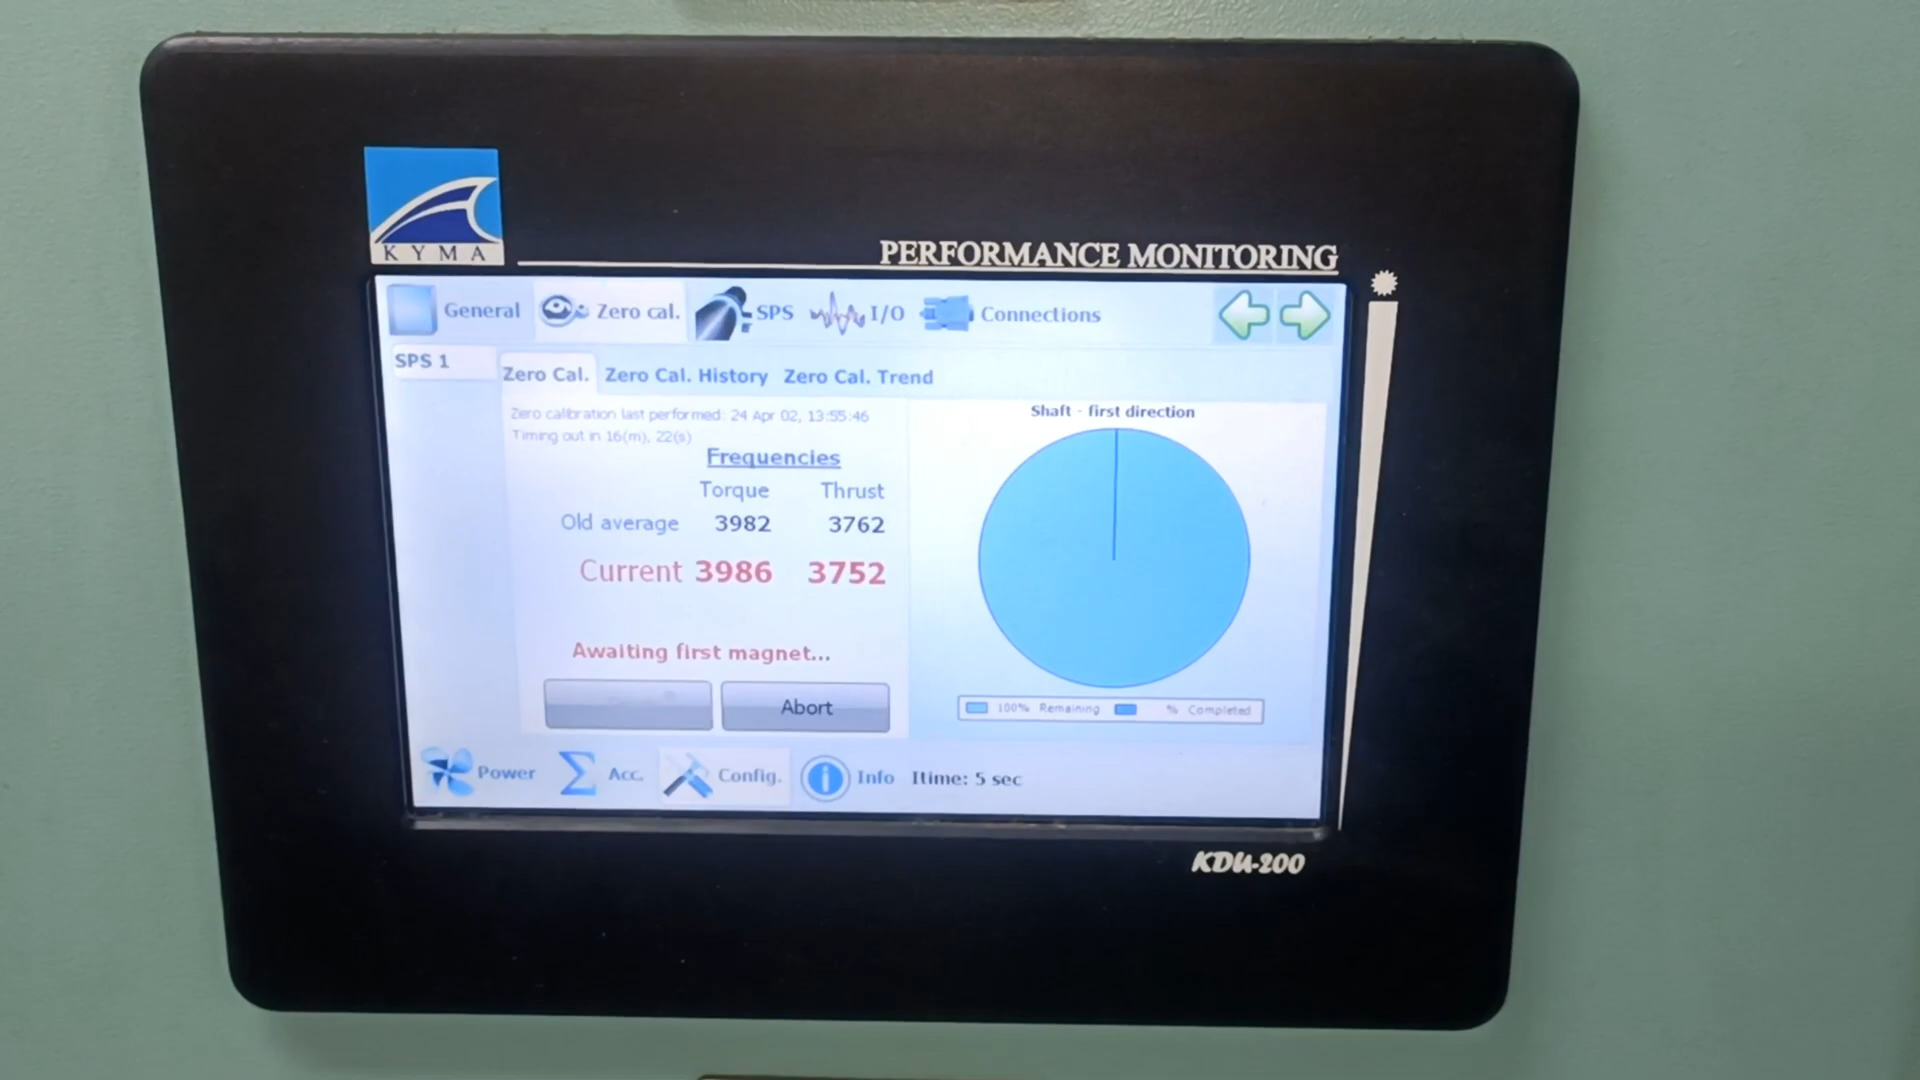 KYMA
PERFORMANCE MONITORING
General Zero cal. SPS I/O Connections
SPS 1
Zero Cal. Zero Cal. History Zero Cal. Trend
Zero calibration last performed: 24 Apr 02, 13:55:46
Timing out in 16(m), 22(s)
Frequencies
Torque Thrust
Old average 3982 3762
Current 3986 3752
Awaiting first magnet...
Abort
Shaft - first direction
100% Remaining % Completed
Power Acc. Config. Info Itime: 5 sec
KDU-200